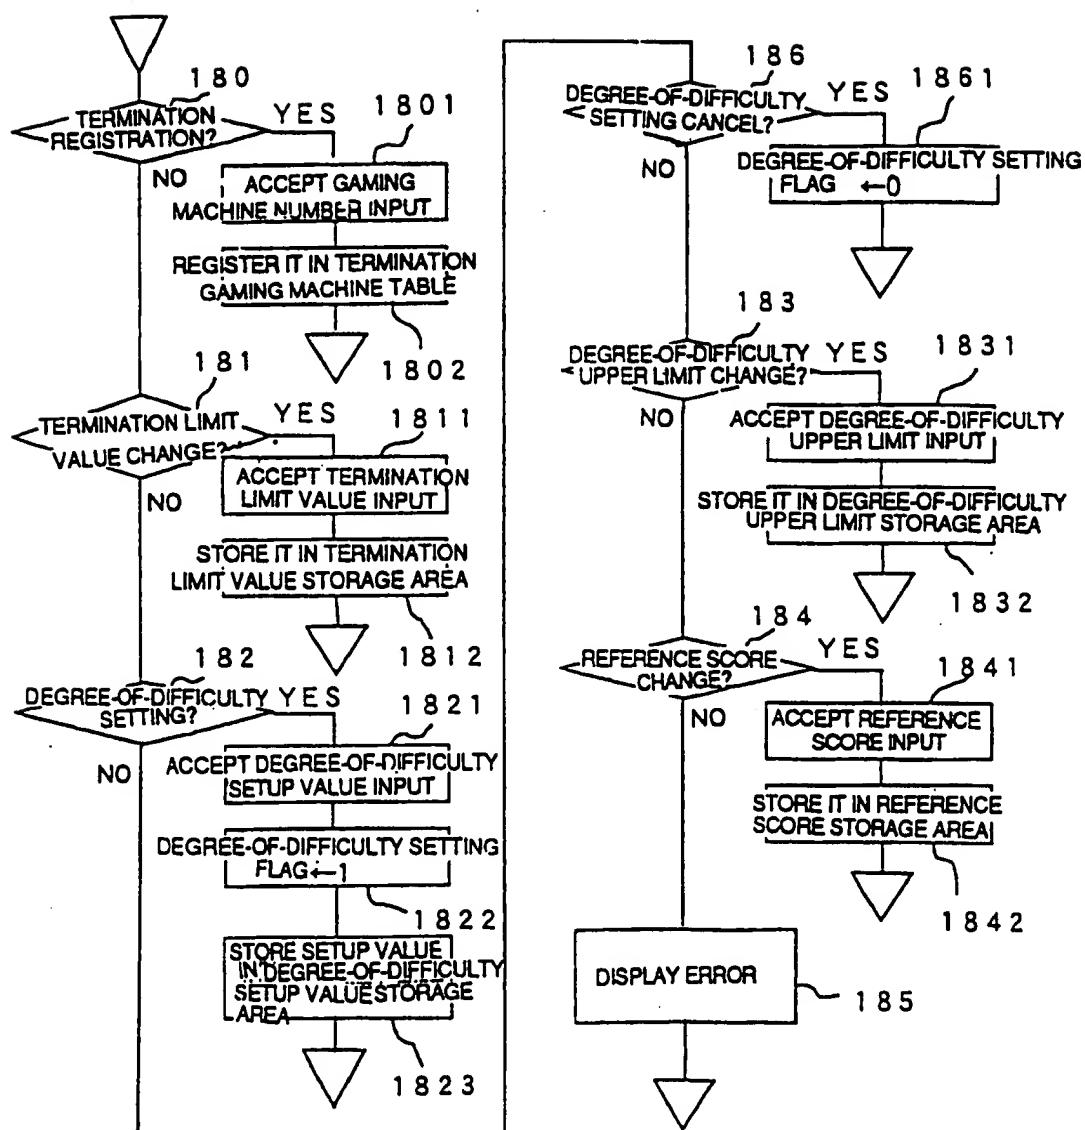 180
TERMINATION
REGISTRATION?
YES
1801
NO
ACCEPT GAMING
MACHINE NUMBER INPUT
REGISTER IT IN TERMINATION
GAMING MACHINE TABLE
1802
181
TERMINATION LIMIT
VALUE CHANGE?
YES
1811
NO
ACCEPT TERMINATION
LIMIT VALUE INPUT
STORE IT IN TERMINATION
LIMIT VALUE STORAGE AREA
1812
182
DEGREE-OF-DIFFICULTY
SETTING?
YES
1821
NO
ACCEPT DEGREE-OF-DIFFICULTY
SETUP VALUE INPUT
DEGREE-OF-DIFFICULTY SETTING
FLAG←1
1822
STORE SETUP VALUE
IN DEGREE-OF-DIFFICULTY
SETUP VALUE STORAGE
AREA
1823
186
DEGREE-OF-DIFFICULTY
SETTING CANCEL?
YES
1861
NO
DEGREE-OF-DIFFICULTY SETTING
FLAG ←0
183
DEGREE-OF-DIFFICULTY
UPPER LIMIT CHANGE?
YES
1831
NO
ACCEPT DEGREE-OF-DIFFICULTY
UPPER LIMIT INPUT
STORE IT IN DEGREE-OF-DIFFICULTY
UPPER LIMIT STORAGE AREA
1832
184
REFERENCE SCORE
CHANGE?
YES
1841
NO
ACCEPT REFERENCE
SCORE INPUT
STORE IT IN REFERENCE
SCORE STORAGE AREA
1842
DISPLAY ERROR
185